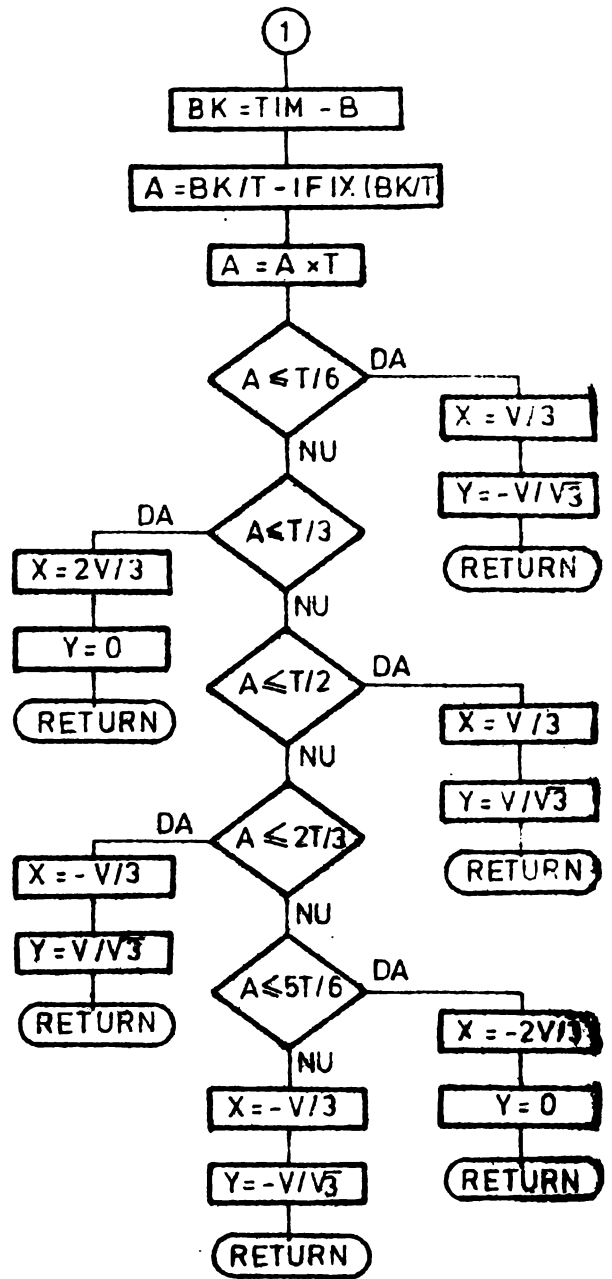 1
BK = TIM - B
A = BK/T - IFIX (BK/T)
A = A × T
A ⩽ T/6
DA
X = V/3
Y = -V/√3
RETURN
NU
A ⩽ T/3
DA
X = 2V/3
Y = 0
RETURN
NU
A ⩽ T/2
DA
X = V/3
Y = V/√3
RETURN
NU
A ⩽ 2T/3
DA
X = -V/3
Y = V/√3
RETURN
NU
A ⩽ 5T/6
DA
X = -2V/3
Y = 0
RETURN
NU
X = -V/3
Y = -V/√3
RETURN